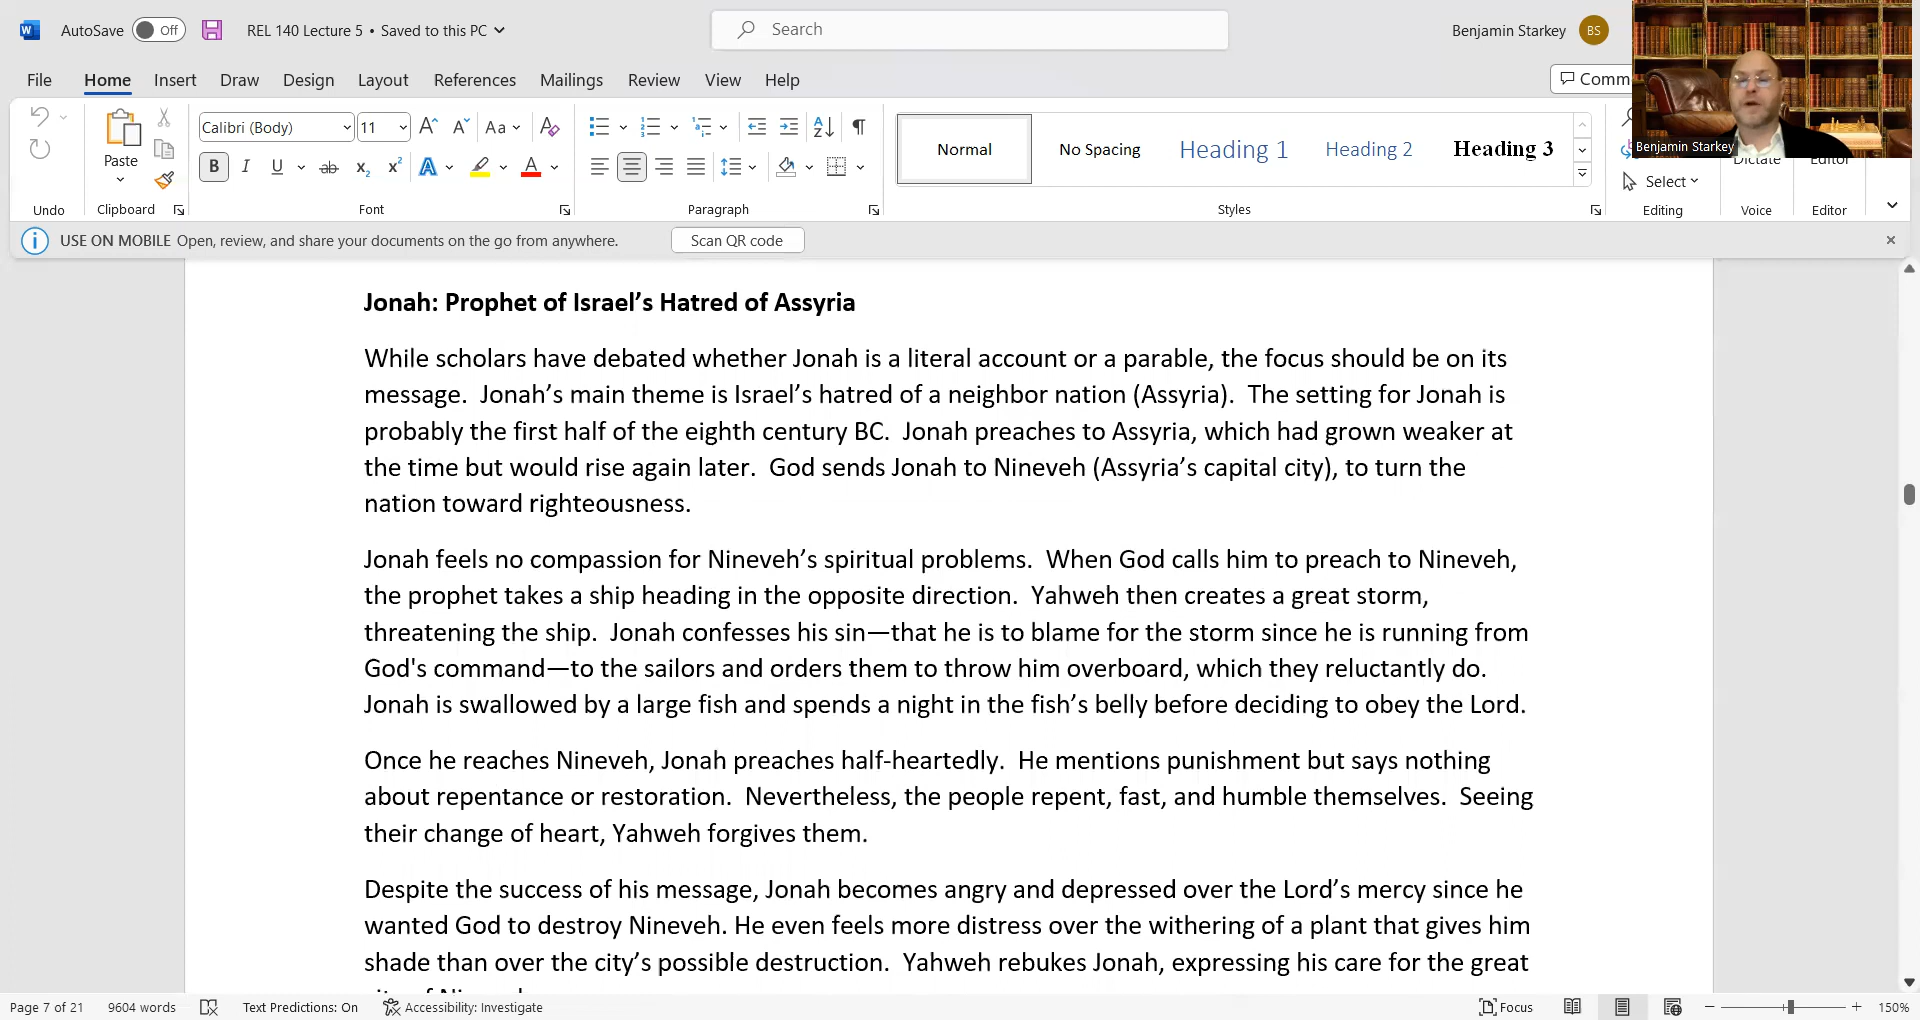 AutoSave Off REL 140 Lecture 5 • Saved to this PC Search Benjamin Starkey BS
File Home Insert Draw Design Layout References Mailings Review View Help Comm
Benjamin Starkey
Calibri (Body) 11 Aa
Paste
B I U ab x₂ x² A A
Normal No Spacing Heading 1 Heading 2 Heading 3
Select
Dictate Editor
Undo Clipboard Font Paragraph Styles Editing Voice Editor
USE ON MOBILE Open, review, and share your documents on the go from anywhere. Scan QR code
Jonah: Prophet of Israel’s Hatred of Assyria
While scholars have debated whether Jonah is a literal account or a parable, the focus should be on its
message.  Jonah’s main theme is Israel’s hatred of a neighbor nation (Assyria).  The setting for Jonah is
probably the first half of the eighth century BC.  Jonah preaches to Assyria, which had grown weaker at
the time but would rise again later.  God sends Jonah to Nineveh (Assyria’s capital city), to turn the
nation toward righteousness.
Jonah feels no compassion for Nineveh’s spiritual problems.  When God calls him to preach to Nineveh,
the prophet takes a ship heading in the opposite direction.  Yahweh then creates a great storm,
threatening the ship.  Jonah confesses his sin—that he is to blame for the storm since he is running from
God's command—to the sailors and orders them to throw him overboard, which they reluctantly do.
Jonah is swallowed by a large fish and spends a night in the fish’s belly before deciding to obey the Lord.
Once he reaches Nineveh, Jonah preaches half-heartedly.  He mentions punishment but says nothing
about repentance or restoration.  Nevertheless, the people repent, fast, and humble themselves.  Seeing
their change of heart, Yahweh forgives them.
Despite the success of his message, Jonah becomes angry and depressed over the Lord’s mercy since he
wanted God to destroy Nineveh. He even feels more distress over the withering of a plant that gives him
shade than over the city’s possible destruction.  Yahweh rebukes Jonah, expressing his care for the great
Page 7 of 21 9604 words Text Predictions: On Accessibility: Investigate Focus 150%